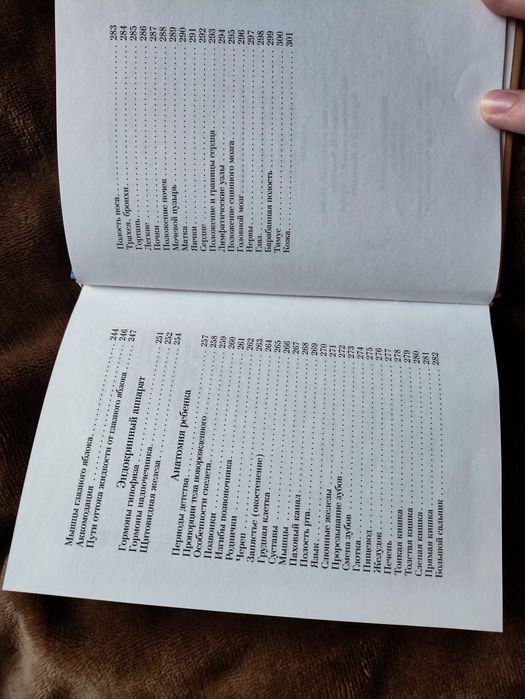 Мышцы глазного яблока. . . . . . . . . . 244
Аккомодация . . . . . . . . . . 246
Пути оттока жидкости от глазного яблока . . . 247
Эндокринный аппарат
Гормоны гипофиза. . . . . . . . . . 251
Гормоны надпочечника. . . . . . . . . . 252
Щитовидная железа . . . . . . . . . . 254
Анатомия ребенка
Периоды детства. . . . . . . . . . 257
Пропорции тела новорожденного . . . . . . . . . . 258
Особенности скелета. . . . . . . . . . 259
Позвонки . . . . . . . . . . 260
Изгибы позвоночника. . . . . . . . . . 261
Роднички . . . . . . . . . . 262
Череп . . . . . . . . . . 263
Запястье (окостенение) . . . . . . . . . . 264
Грудная клетка . . . . . . . . . . 265
Суставы . . . . . . . . . . 266
Мышцы . . . . . . . . . . 267
Паховый канал . . . . . . . . . . 268
Полость рта. . . . . . . . . . 269
Язык . . . . . . . . . . 270
Слюнные железы . . . . . . . . . . 271
Прорезывание зубов . . . . . . . . . . 272
Смена зубов . . . . . . . . . . 273
Глотка . . . . . . . . . . 274
Пищевод . . . . . . . . . . 275
Желудок . . . . . . . . . . 276
Печень . . . . . . . . . . 277
Тонкая кишка. . . . . . . . . . 278
Толстая кишка . . . . . . . . . . 279
Слепая кишка . . . . . . . . . . 280
Прямая кишка . . . . . . . . . . 281
Большой сальник . . . . . . . . . . 282
Полость носа. . . . . . . . . . 283
Трахея, бронхи . . . . . . . . . . 284
Гортань . . . . . . . . . . 285
Легкие . . . . . . . . . . 286
Почки . . . . . . . . . . 287
Положение почек . . . . . . . . . . 288
Мочевой пузырь . . . . . . . . . . 289
Матка . . . . . . . . . . 290
Яички . . . . . . . . . . 291
Сердце . . . . . . . . . . 292
Положение и границы сердца . . . . . . . . . . 293
Лимфатические узлы . . . . . . . . . . 294
Положение спинного мозга. . . . . . . . . . 295
Головной мозг . . . . . . . . . . 296
Нервы . . . . . . . . . . 297
Глаз . . . . . . . . . . 298
Барабанная полость . . . . . . . . . . 299
Тимус . . . . . . . . . . 300
Кожа . . . . . . . . . . 301